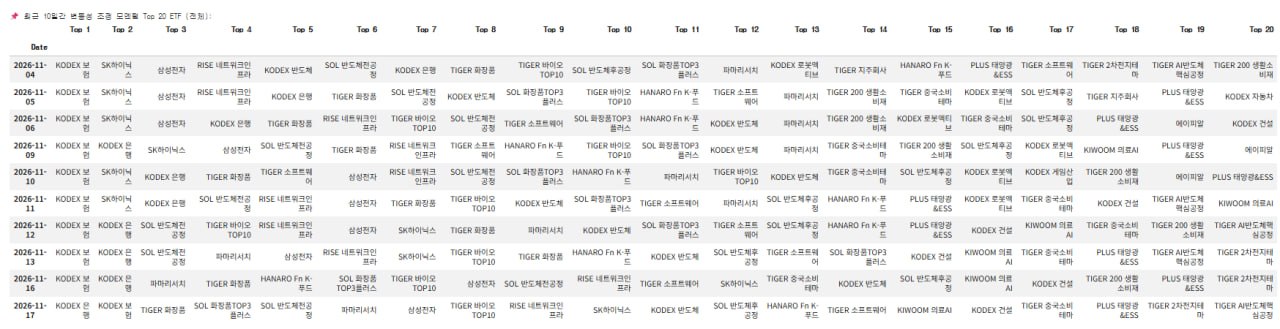 📌 최근 10일간 변동성 조정 모멘텀 Top 20 ETF (전체):
Top 1 Top 2 Top 3 Top 4 Top 5 Top 6 Top 7 Top 8 Top 9 Top 10 Top 11 Top 12 Top 13 Top 14 Top 15 Top 16 Top 17 Top 18 Top 19 Top 20
Date
2026-11-04 KODEX 보험 SK하이닉스 삼성전자 RISE 네트워크인프라 KODEX 반도체 SOL 반도체전공정 KODEX 은행 TIGER 화장품 TIGER 바이오TOP10 SOL 반도체후공정 SOL 화장품TOP3플러스 파마리서치 KODEX 로봇액티브 TIGER 지주회사 HANARO Fn K-푸드 PLUS 태양광&ESS TIGER 소프트웨어 TIGER 2차전지테마 TIGER AI반도체핵심공정 TIGER 200 생활소비재
2026-11-05 KODEX 보험 SK하이닉스 삼성전자 RISE 네트워크인프라 KODEX 은행 TIGER 화장품 SOL 반도체전공정 KODEX 반도체 SOL 화장품TOP3플러스 TIGER 바이오TOP10 HANARO Fn K-푸드 TIGER 소프트웨어 파마리서치 TIGER 200 생활소비재 TIGER 중국소비테마 KODEX 로봇액티브 SOL 반도체후공정 TIGER 지주회사 PLUS 태양광&ESS KODEX 자동차
2026-11-06 KODEX 보험 SK하이닉스 삼성전자 KODEX 은행 TIGER 화장품 RISE 네트워크인프라 TIGER 바이오TOP10 SOL 반도체전공정 TIGER 소프트웨어 SOL 화장품TOP3플러스 HANARO Fn K-푸드 KODEX 반도체 파마리서치 TIGER 200 생활소비재 KODEX 로봇액티브 TIGER 중국소비테마 SOL 반도체후공정 PLUS 태양광&ESS 에이피알 KODEX 건설
2026-11-09 KODEX 보험 KODEX 은행 SK하이닉스 삼성전자 SOL 반도체전공정 TIGER 화장품 RISE 네트워크인프라 TIGER 소프트웨어 HANARO Fn K-푸드 TIGER 바이오TOP10 SOL 화장품TOP3플러스 KODEX 반도체 파마리서치 TIGER 중국소비테마 TIGER 200 생활소비재 SOL 반도체후공정 KODEX 로봇액티브 KIWOOM 의료AI PLUS 태양광&ESS 에이피알
2026-11-10 KODEX 보험 SK하이닉스 KODEX 은행 TIGER 화장품 TIGER 소프트웨어 삼성전자 RISE 네트워크인프라 SOL 반도체전공정 SOL 화장품TOP3플러스 HANARO Fn K-푸드 파마리서치 TIGER 바이오TOP10 KODEX 반도체 TIGER 중국소비테마 SOL 반도체후공정 KODEX 로봇액티브 KODEX 게임산업 TIGER 200 생활소비재 에이피알 PLUS 태양광&ESS
2026-11-11 KODEX 보험 SK하이닉스 KODEX 은행 SOL 반도체전공정 RISE 네트워크인프라 삼성전자 TIGER 화장품 TIGER 바이오TOP10 KODEX 반도체 SOL 화장품TOP3플러스 TIGER 소프트웨어 파마리서치 SOL 반도체후공정 HANARO Fn K-푸드 PLUS 태양광&ESS KODEX 로봇액티브 TIGER 중국소비테마 KODEX 건설 TIGER AI반도체핵심공정 KIWOOM 의료AI
2026-11-12 KODEX 보험 KODEX 은행 SOL 반도체전공정 TIGER 바이오TOP10 RISE 네트워크인프라 삼성전자 SK하이닉스 TIGER 화장품 파마리서치 KODEX 반도체 SOL 화장품TOP3플러스 TIGER 소프트웨어 SOL 반도체후공정 HANARO Fn K-푸드 PLUS 태양광&ESS KODEX 건설 KIWOOM 의료AI TIGER 중국소비테마 TIGER 200 생활소비재 TIGER AI반도체핵심공정
2026-11-13 KODEX 보험 KODEX 은행 SOL 반도체전공정 파마리서치 삼성전자 RISE 네트워크인프라 SK하이닉스 TIGER 바이오TOP10 TIGER 화장품 HANARO Fn K-푸드 KODEX 반도체 SOL 반도체후공정 TIGER 소프트웨어 SOL 화장품TOP3플러스 KODEX 건설 KIWOOM 의료AI TIGER 중국소비테마 PLUS 태양광&ESS TIGER AI반도체핵심공정 TIGER 2차전지테마
2026-11-16 KODEX 은행 KODEX 보험 파마리서치 TIGER 화장품 HANARO Fn K-푸드 SOL 화장품TOP3플러스 TIGER 바이오TOP10 삼성전자 SOL 반도체전공정 RISE 네트워크인프라 TIGER 소프트웨어 SK하이닉스 TIGER 중국소비테마 KODEX 반도체 SOL 반도체후공정 KIWOOM 의료AI KODEX 건설 TIGER 200 생활소비재 PLUS 태양광&ESS TIGER 2차전지테마
2026-11-17 KODEX 은행 KODEX 보험 TIGER 화장품 SOL 화장품TOP3플러스 SOL 반도체전공정 파마리서치 삼성전자 TIGER 바이오TOP10 RISE 네트워크인프라 SK하이닉스 KODEX 반도체 SOL 반도체후공정 HANARO Fn K-푸드 TIGER 소프트웨어 KIWOOM 의료AI KODEX 건설 TIGER 중국소비테마 PLUS 태양광&ESS TIGER 2차전지테마 TIGER AI반도체핵심공정